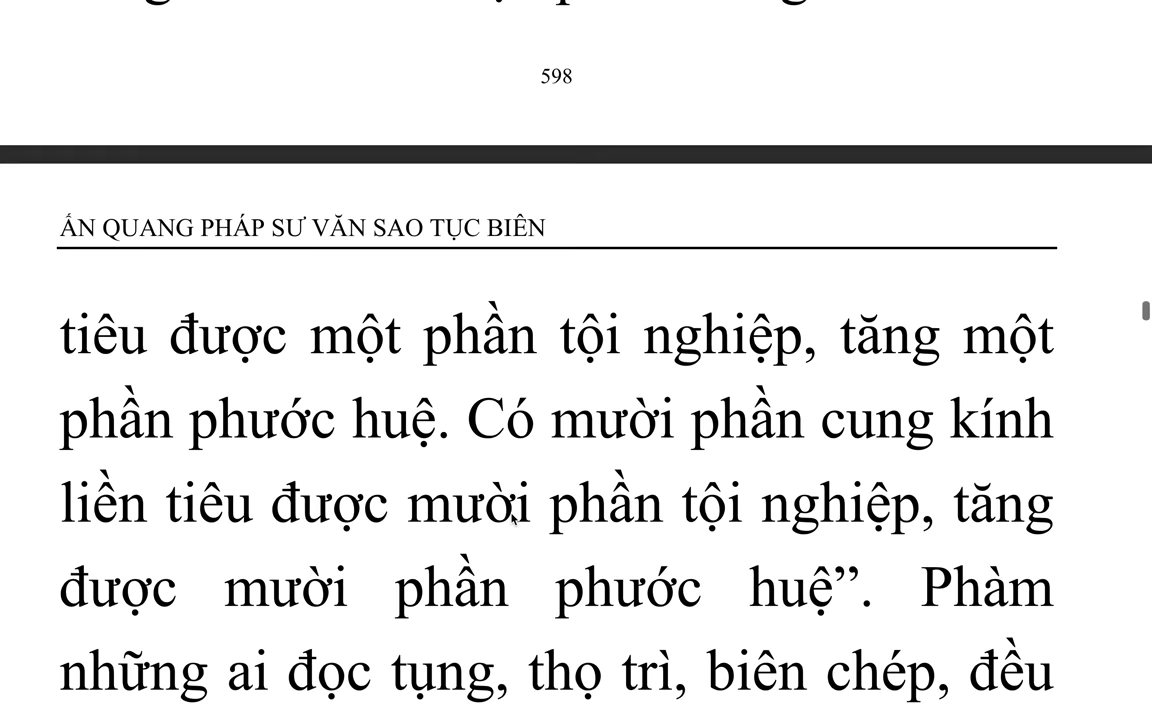 598
ẤN QUANG PHÁP SƯ VĂN SAO TỤC BIÊN
tiêu được một phần tội nghiệp, tăng một
phần phước huệ. Có mười phần cung kính
liền tiêu được mười phần tội nghiệp, tăng
được mười phần phước huệ”. Phàm
những ai đọc tụng, thọ trì, biên chép, đều